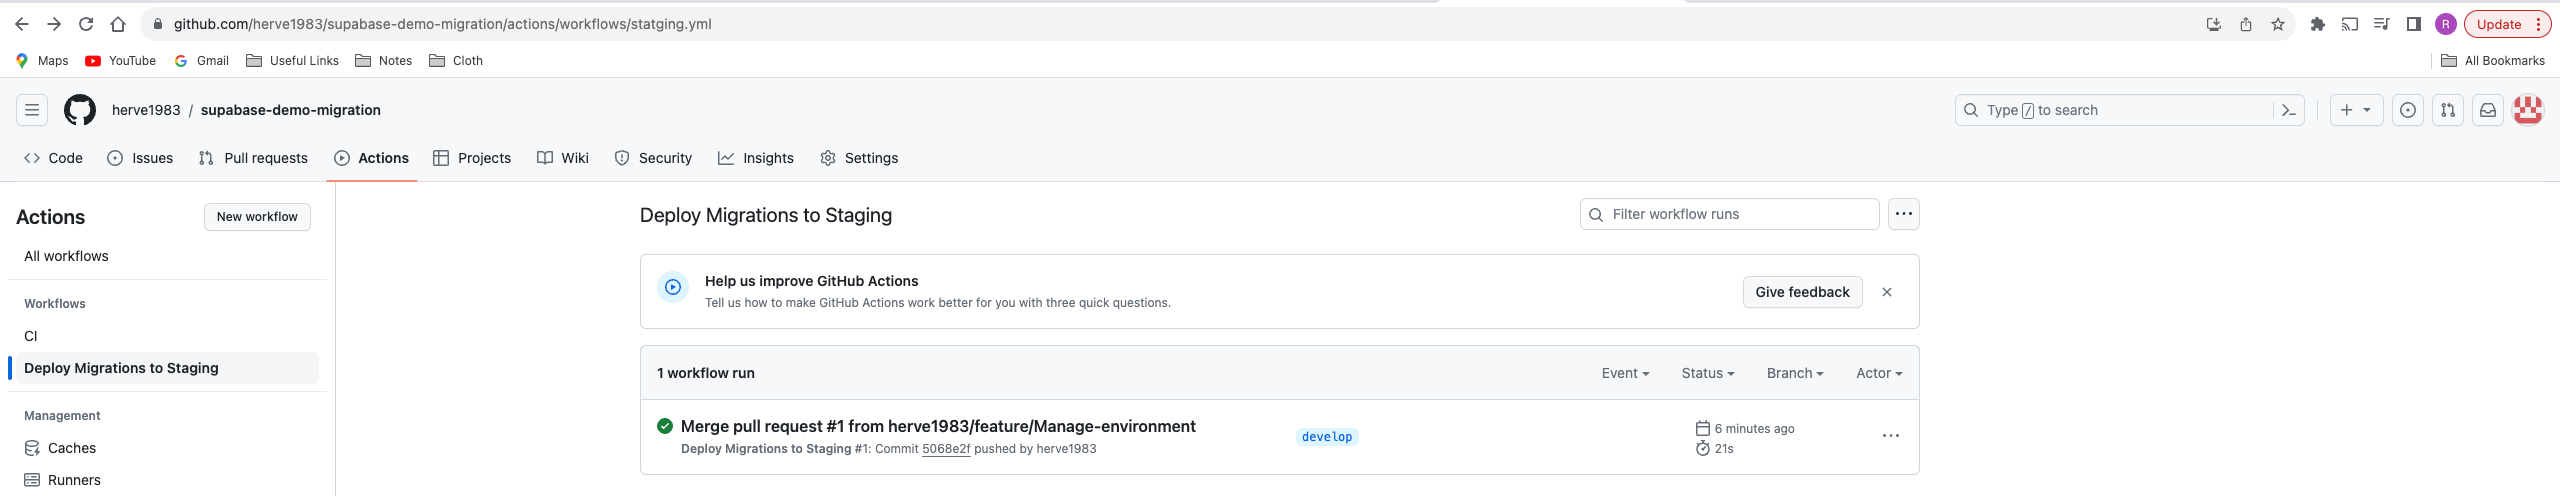 github.com/herve1983/supabase-demo-migration/actions/workflows/statging.yml
R
Update
Maps YouTube Gmail Useful Links Notes Cloth All Bookmarks
herve1983 / supabase-demo-migration Type / to search
Code Issues Pull requests Actions Projects Wiki Security Insights Settings
Actions New workflow
All workflows
Workflows
CI
Deploy Migrations to Staging
Management
Caches
Runners
Deploy Migrations to Staging Filter workflow runs
Help us improve GitHub Actions
Tell us how to make GitHub Actions work better for you with three quick questions.
Give feedback
1 workflow run Event Status Branch Actor
Merge pull request #1 from herve1983/feature/Manage-environment
Deploy Migrations to Staging #1: Commit 5068e2f pushed by herve1983
develop
6 minutes ago
21s